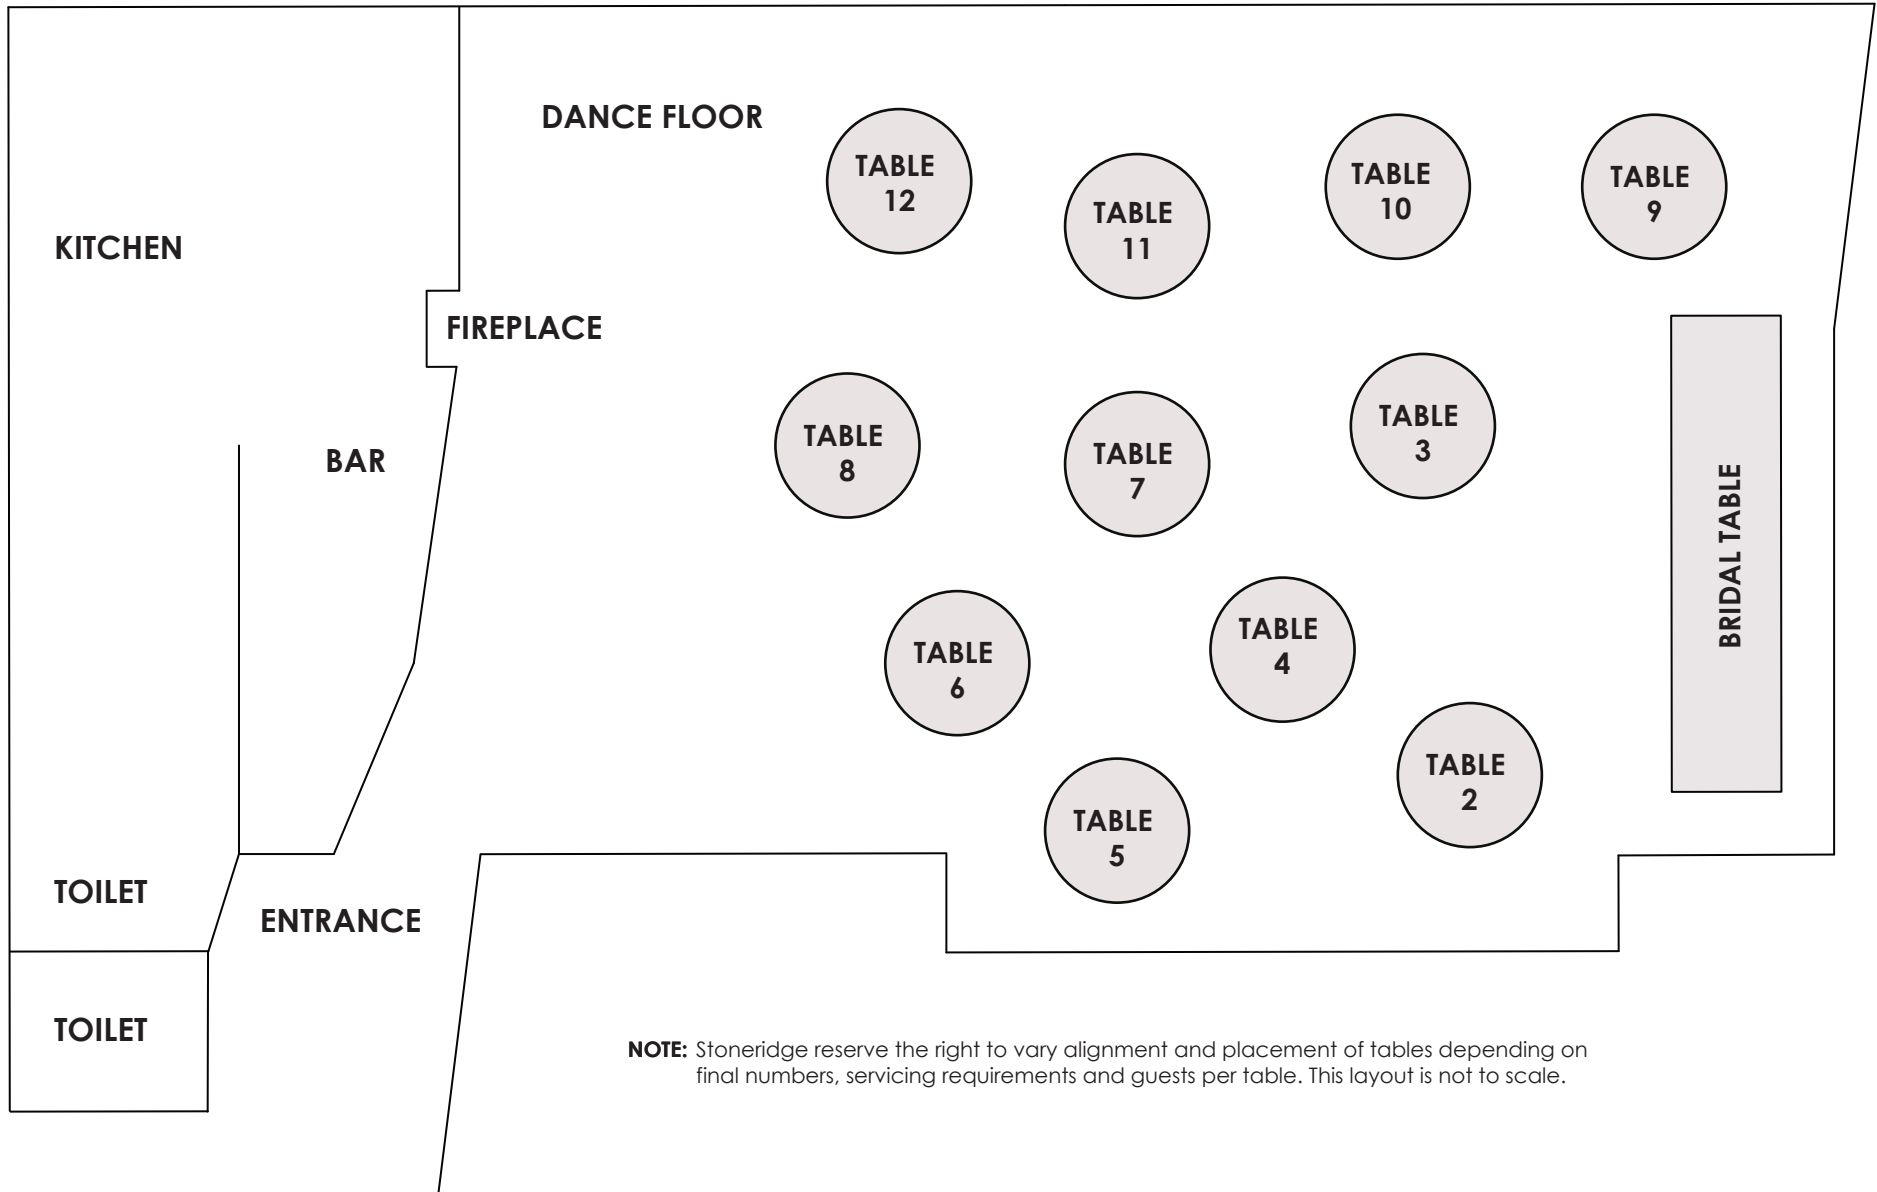 DANCE FLOOR
TABLE
12
TABLE
11
TABLE
10
TABLE
9
KITCHEN
FIREPLACE
BAR
TABLE
8
TABLE
7
TABLE
3
BRIDAL TABLE
TABLE
6
TABLE
4
TABLE
2
TABLE
5
TOILET
ENTRANCE
TOILET
NOTE: Stoneridge reserve the right to vary alignment and placement of tables depending on
final numbers, servicing requirements and guests per table. This layout is not to scale.